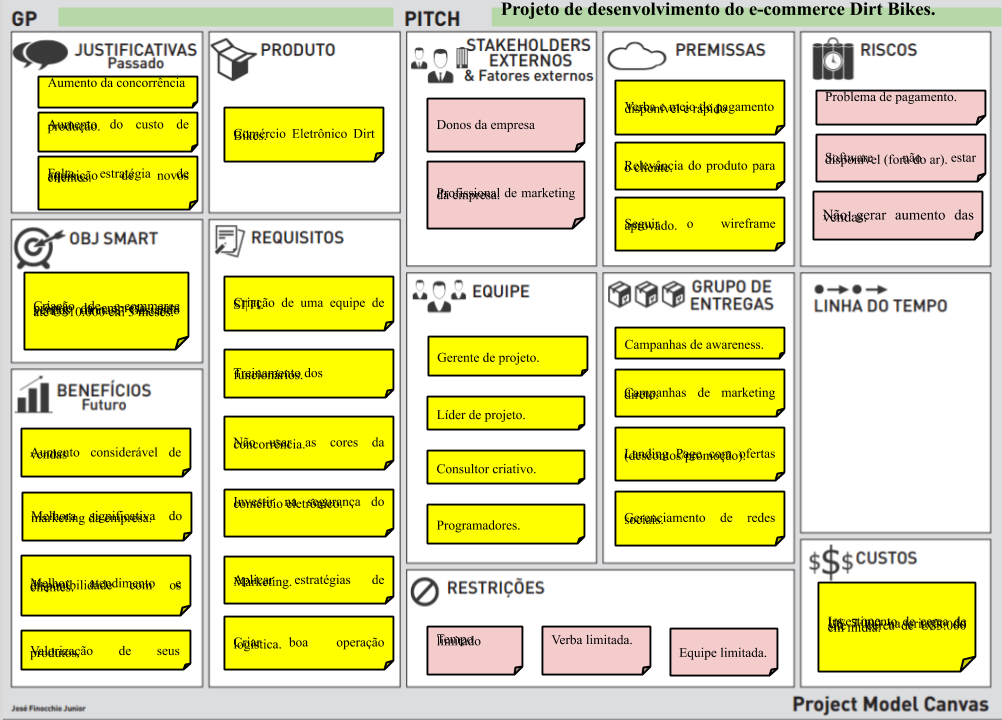 GP
PITCH
Projeto de desenvolvimento do e-commerce Dirt Bikes.
JUSTIFICATIVAS
Passado
Aumento da concorrência
Aumento do custo de
produção.
Falta estratégia de
aquisição de novos
clientes.
PRODUTO
Comércio Eletrônico Dirt
Bikes.
STAKEHOLDERS
EXTERNOS
& Fatores externos
Donos da empresa
Profissional de marketing
da empresa.
PREMISSAS
Verba e meio de pagamento
disponível e rápido
Relevância do produto para
o cliente.
Seguir o wireframe
aprovado.
RISCOS
Problema de pagamento.
Software não estar
disponível (fora do ar).
Não gerar aumento das
vendas.
OBJ SMART
Criação de e-commerce
até U$10.000 em 3 meses.
REQUISITOS
Criação de uma equipe de
SI|TI.
Treinamento dos
funcionários.
Não usar as cores da
concorrência.
Investir na segurança do
comércio eletrônico.
Aplicar estratégias de
Marketing.
Criar boa operação
logística.
EQUIPE
Gerente de projeto.
Líder de projeto.
Consultor criativo.
Programadores.
GRUPO DE
ENTREGAS
Campanhas de awareness.
Campanhas de marketing
direto.
Landing Page com ofertas
(descontos/promoção).
Gerenciamento de redes
sociais.
LINHA DO TEMPO
BENEFÍCIOS
Futuro
Aumento considerável de
vendas
Melhora significativa do
marketing da empresa.
Melhor atendimento e
disponibilidade com os
clientes.
Valorização de seus
produtos.
RESTRIÇÕES
Tempo
limitado
Verba limitada.
Equipe limitada.
$$$ CUSTOS
Investimento de cerca de
em mídia.
José Finocchio Junior
Project Model Canvas